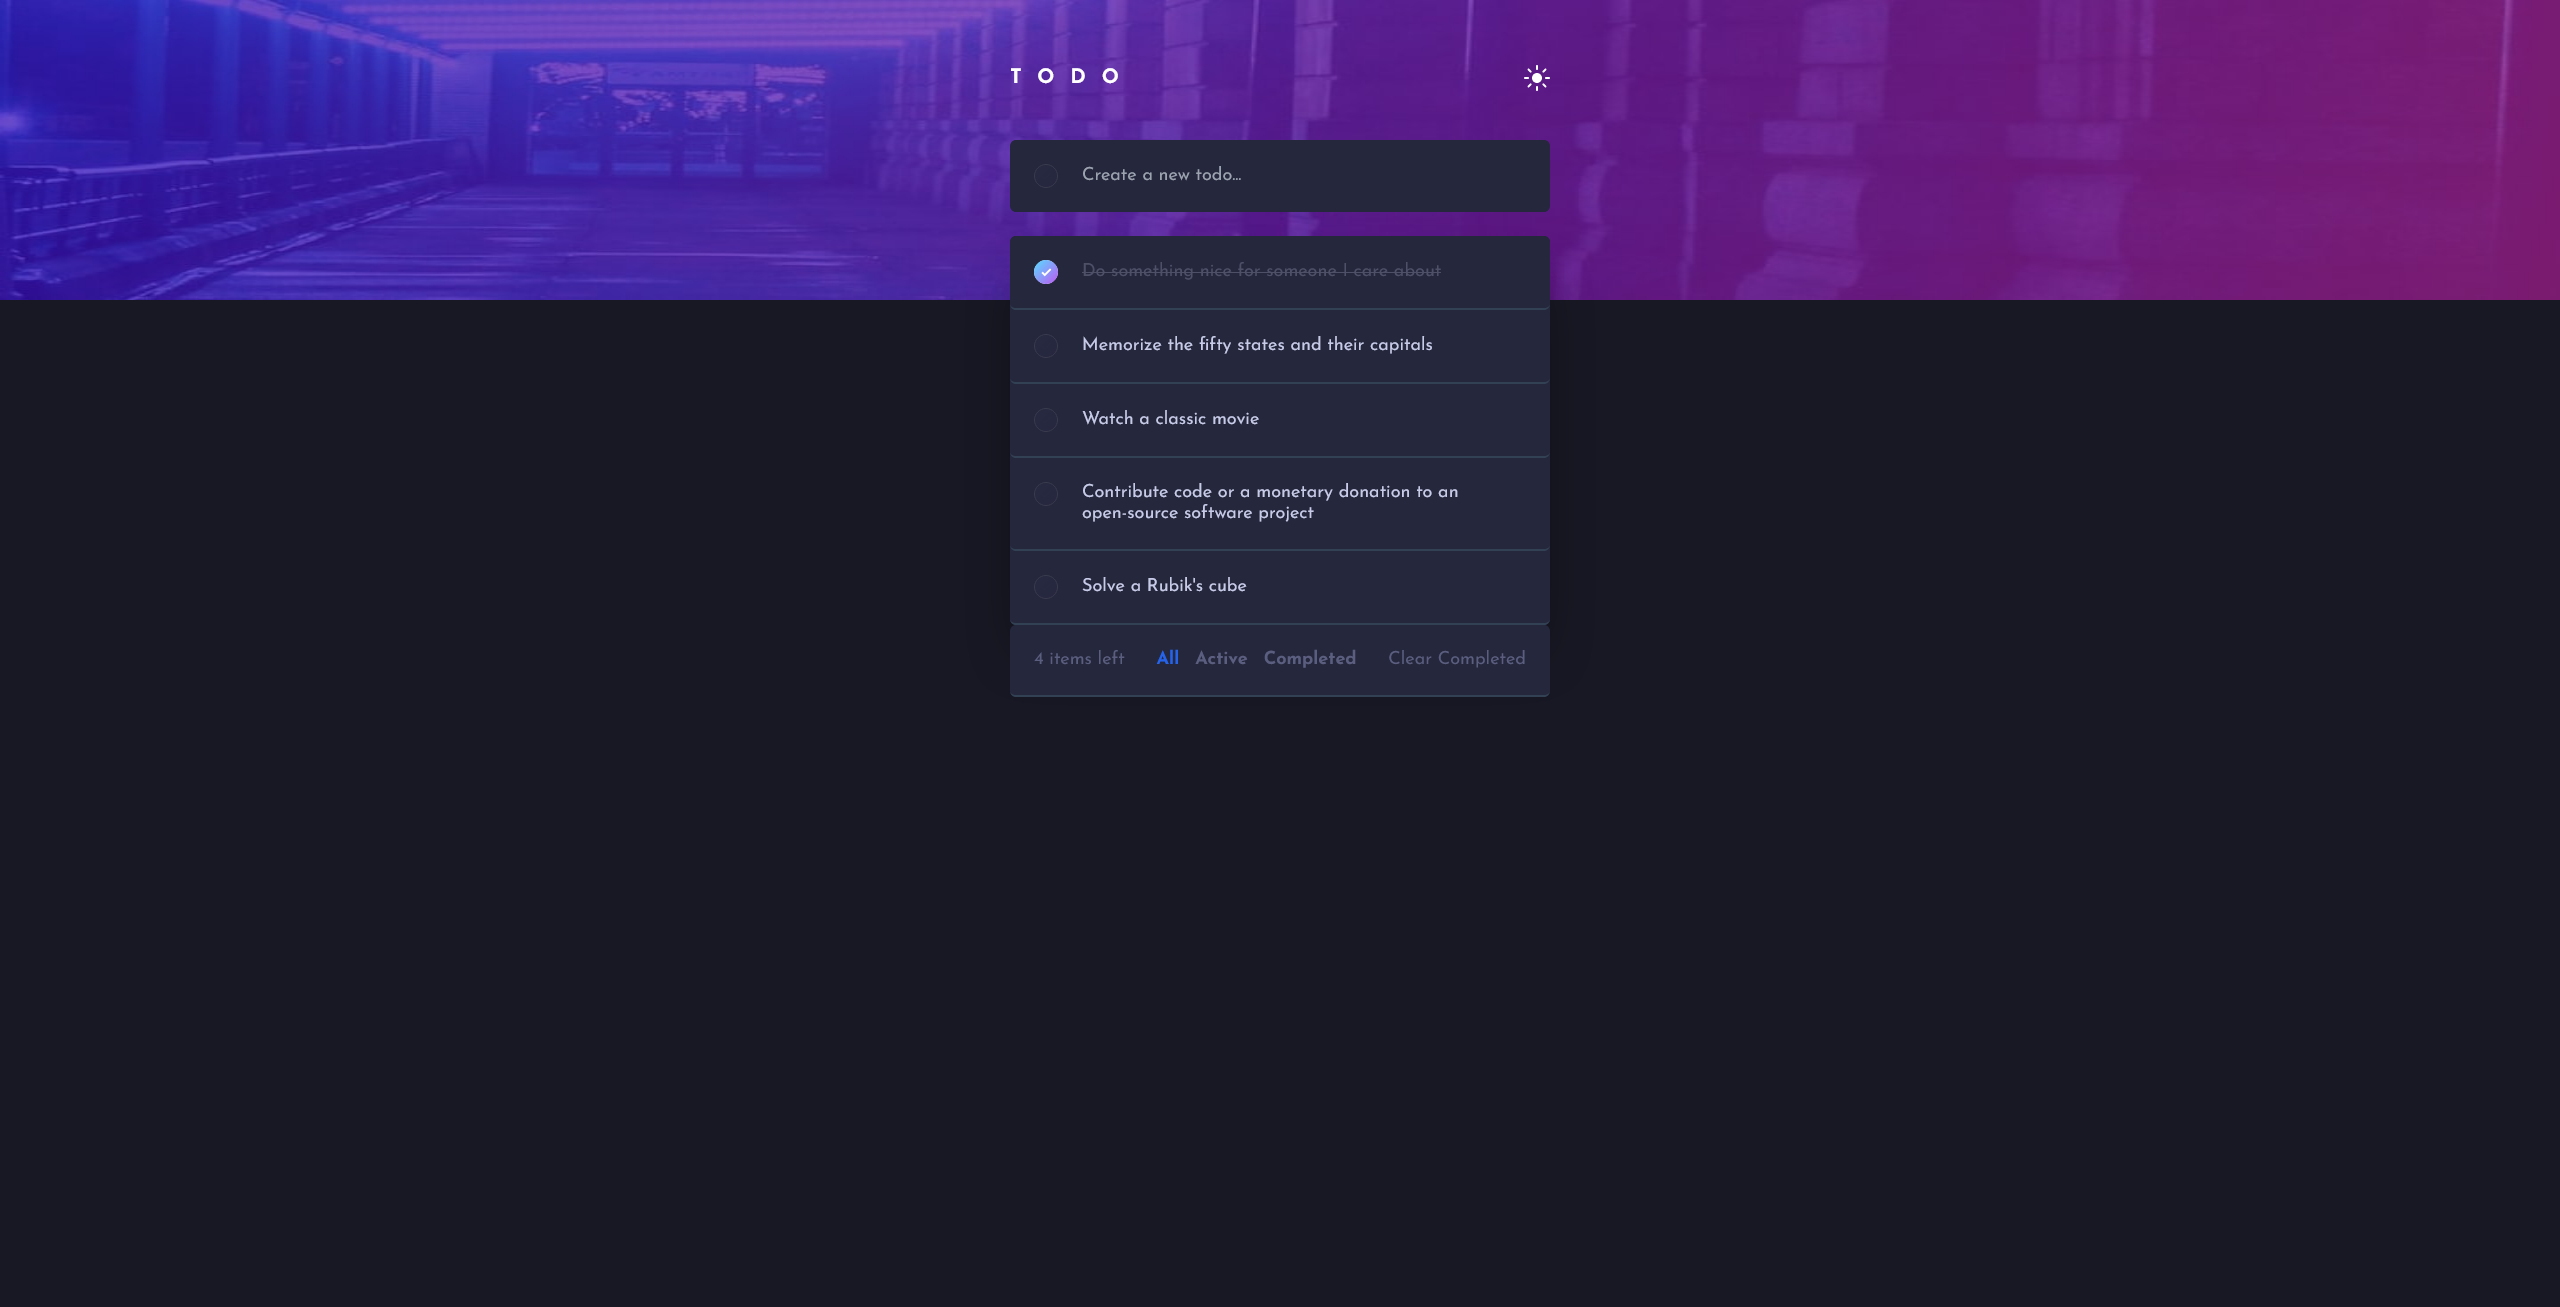 TODO
Create a new todo...
Do something nice for someone I care about
Memorize the fifty states and their capitals
Watch a classic movie
Contribute code or a monetary donation to an
open-source software project
Solve a Rubik's cube
4 items left All Active Completed Clear Completed